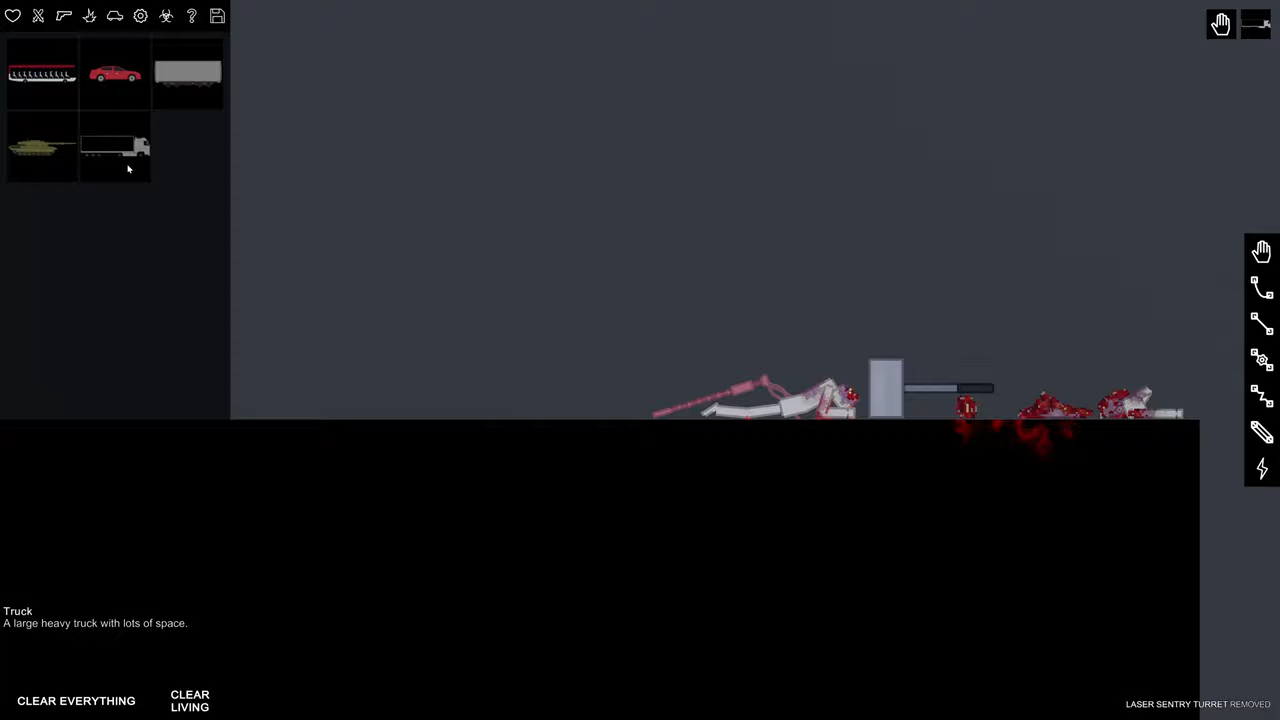 Truck
A large heavy truck with lots of space.
CLEAR EVERYTHING
CLEAR
LIVING
LASER SENTRY TURRET REMOVED